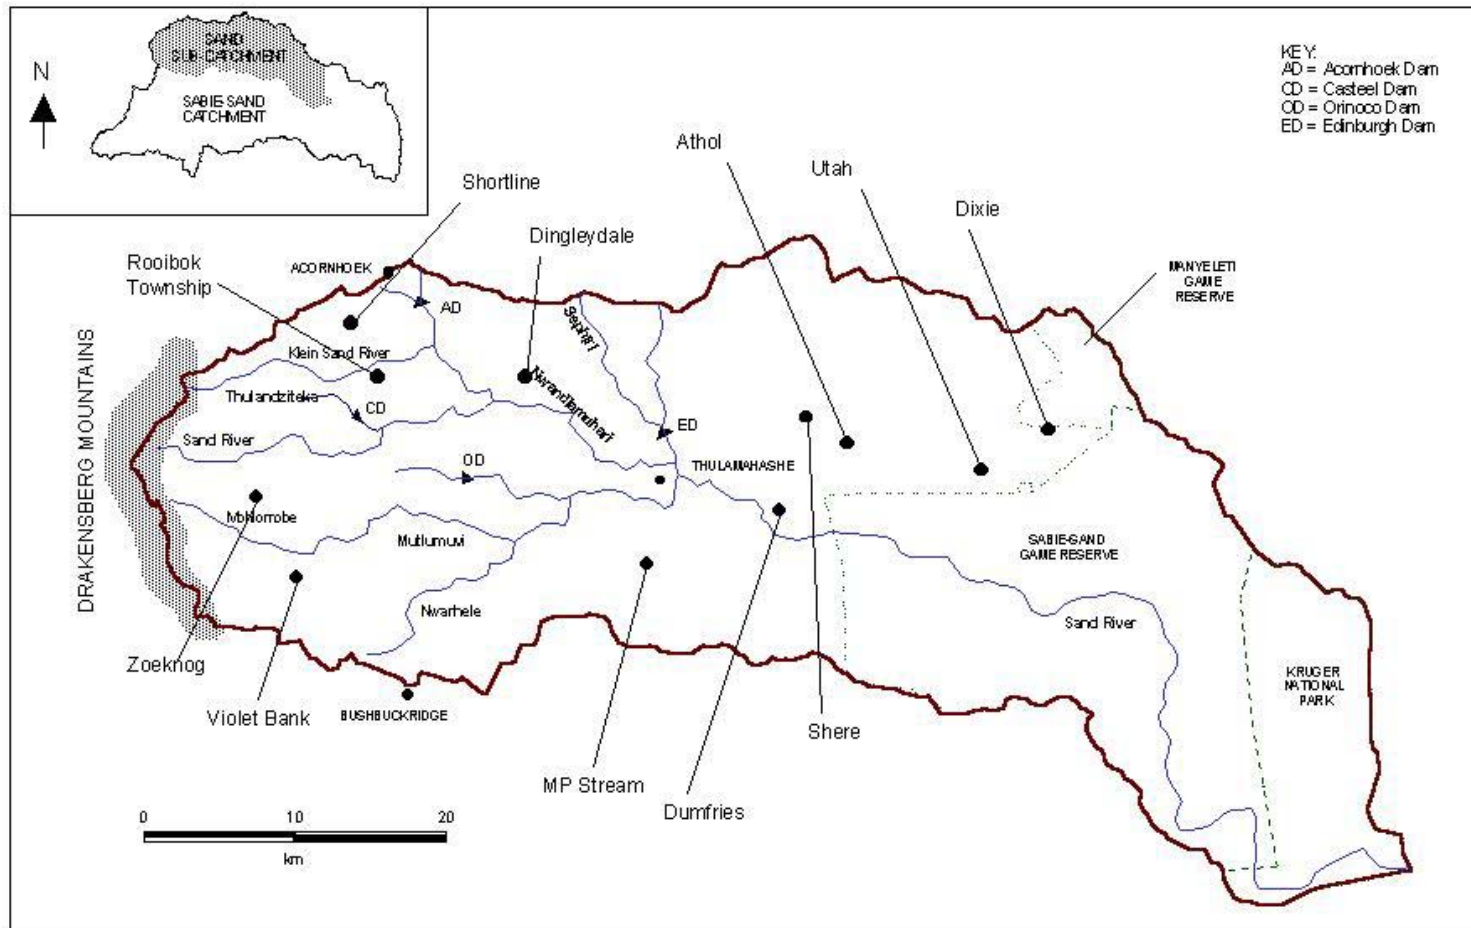 N
SAND
SUB-CATCHMENT
SABIE-SAND
CATCHMENT
KEY:
AD = Acornhoek Dam
CD = Casteel Dam
OD = Orinoco Dam
ED = Edinburgh Dam
Athol
Utah
Shortline
Dixie
Dingleydale
Rooibok
Township
ACORNHOEK
MANYELETI
GAME
RESERVE
AD
Sephiri
DRAKENSBERG MOUNTAINS
Klein Sand River
Nwandlamuhari
Thulandziteka
CD
ED
Sand River
OD
THULAMAHASHE
Mohlomobe
Mutlumuvi
SABIE-SAND
GAME RESERVE
Nwarhele
Sand River
Zoeknog
KRUGER
NATIONAL
PARK
Violet Bank
BUSHBUCKRIDGE
Shere
MP Stream
Dumfries
0 10 20
km